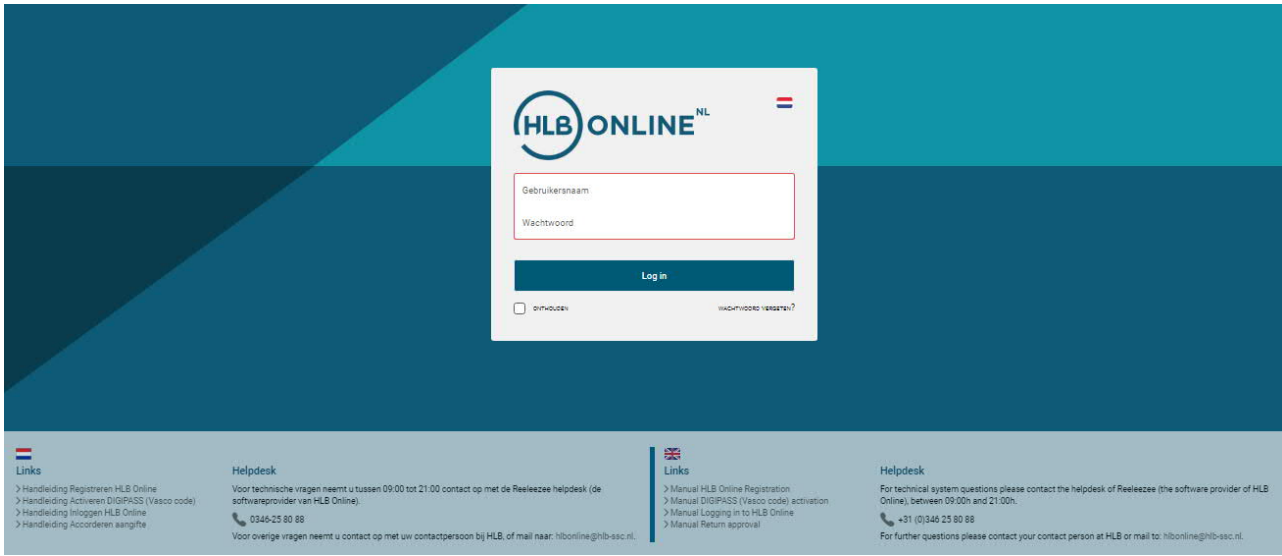 HLB ONLINE NL
Gebruikersnaam
Wachtwoord
Log in
ONTHOUDEN
WACHTWOORD VERGETEN?
Links
> Handleiding Registreren HLB Online
> Handleiding Activeren DIGIPASS (Vasco code)
> Handleiding Inloggen HLB Online
> Handleiding Accorderen aangifte
Helpdesk
Voor technische vragen neemt u tussen 09:00 tot 21:00 contact op met de Reeleezee helpdesk (de
softwareprovider van HLB Online).
0346-25 80 88
Voor overige vragen neemt u contact op met uw contactpersoon bij HLB, of mail naar: hlbonline@hlb-ssc.nl.
Links
> Manual HLB Online Registration
> Manual DIGIPASS (Vasco code) activation
> Manual Logging in to HLB Online
> Manual Return approval
Helpdesk
For technical system questions please contact the helpdesk of Reeleezee (the software provider of HLB
Online), between 09:00h and 21:00h.
+31 (0)346 25 80 88
For further questions please contact your contact person at HLB or mail to: hlbonline@hlb-ssc.nl.